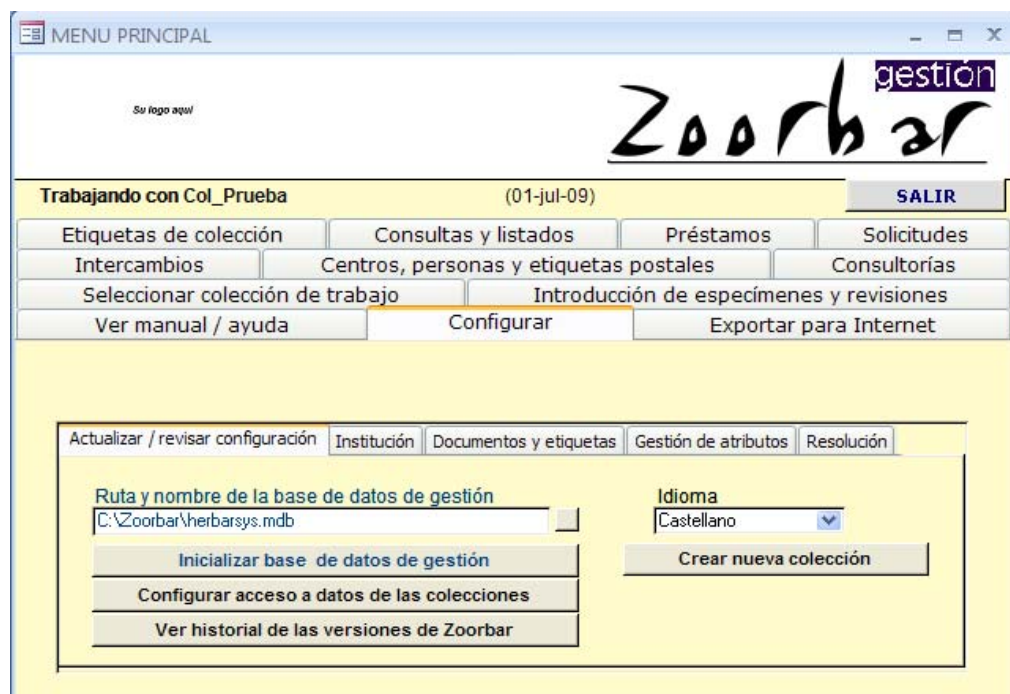 MENU PRINCIPAL
Su logo aquí
gestión
Zoorbar
Trabajando con Col_Prueba (01-jul-09) SALIR
Etiquetas de colección Consultas y listados Préstamos Solicitudes
Intercambios Centros, personas y etiquetas postales Consultorías
Seleccionar colección de trabajo Introducción de especímenes y revisiones
Ver manual / ayuda Configurar Exportar para Internet
Actualizar / revisar configuración Institución Documentos y etiquetas Gestión de atributos Resolución
Ruta y nombre de la base de datos de gestión Idioma
C:\Zoorbar\herbarsys.mdb Castellano
Inicializar base de datos de gestión Crear nueva colección
Configurar acceso a datos de las colecciones
Ver historial de las versiones de Zoorbar